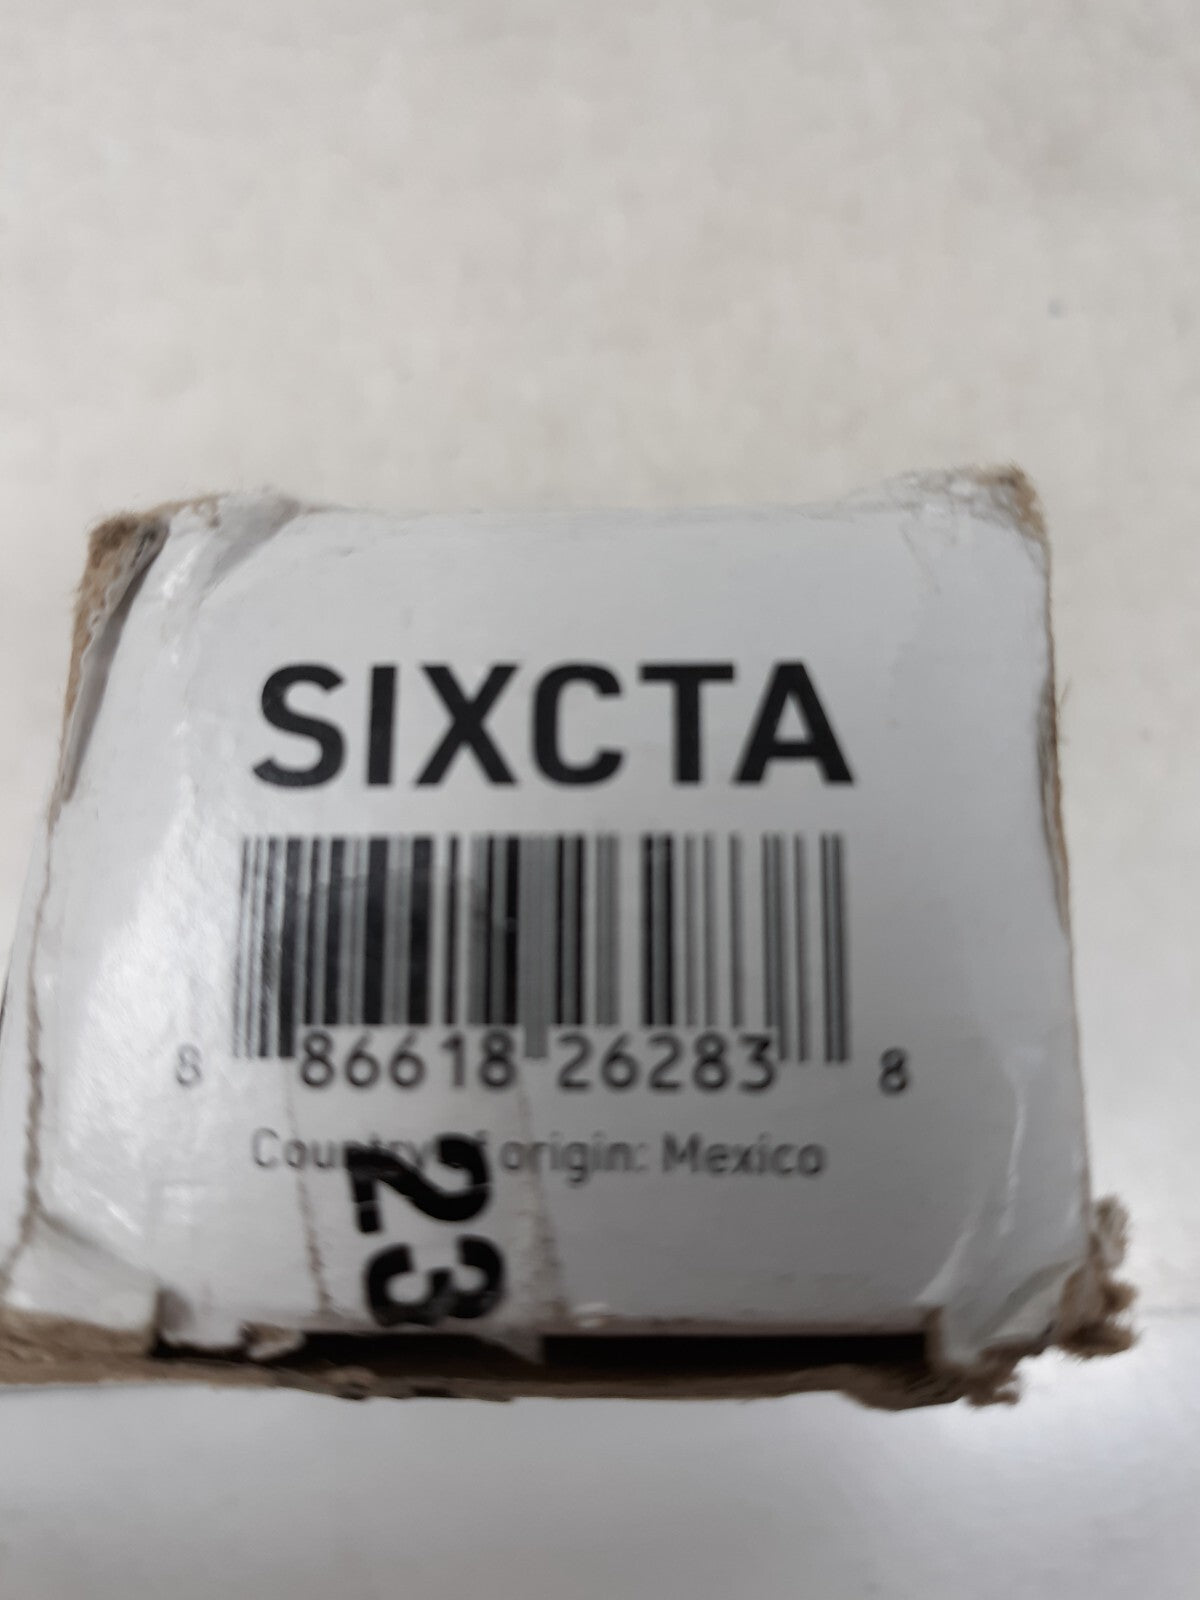 SIXCTA
8 86618 26283 8
Country of origin: Mexico
23